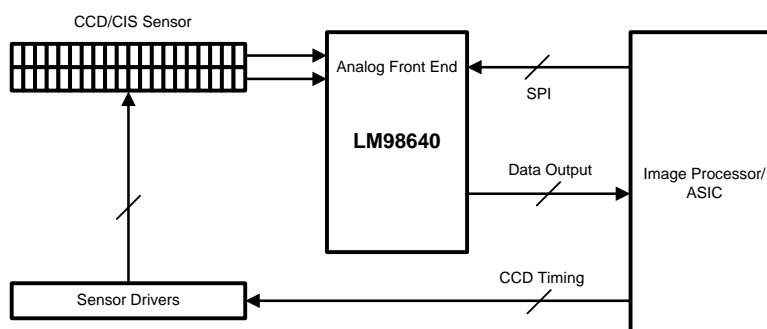 CCD/CIS Sensor
Analog Front End
LM98640
SPI
Data Output
Image Processor/
ASIC
CCD Timing
Sensor Drivers